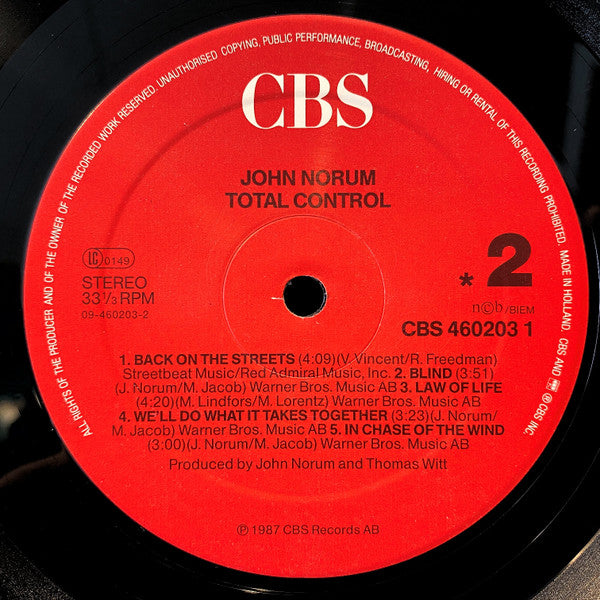 ALL RIGHTS OF THE PRODUCER AND OF THE OWNER OF THE RECORDED WORK RESERVED. UNAUTHORISED COPYING, PUBLIC PERFORMANCE, BROADCASTING, HIRING OR RENTAL OF THIS RECORDING PROHIBITED. MADE IN HOLLAND. CBS AND ® CBS INC.
CBS
JOHN NORUM
TOTAL CONTROL
LC 0149
STEREO
33 1/3 RPM
09-460203-2
* 2
n©b/BIEM
CBS 460203 1
1. BACK ON THE STREETS (4:09)(V. Vincent/R. Freedman)
Streetbeat Music/Red Admiral Music, Inc. 2. BLIND (3:51)
(J. Norum/M. Jacob) Warner Bros. Music AB 3. LAW OF LIFE
(4:20)(M. Lindfors/M. Lorentz) Warner Bros. Music AB
4. WE'LL DO WHAT IT TAKES TOGETHER (3:23)(J. Norum/
M. Jacob) Warner Bros. Music AB 5. IN CHASE OF THE WIND
(3:00)(J. Norum/M. Jacob) Warner Bros. Music AB
Produced by John Norum and Thomas Witt
℗ 1987 CBS Records AB